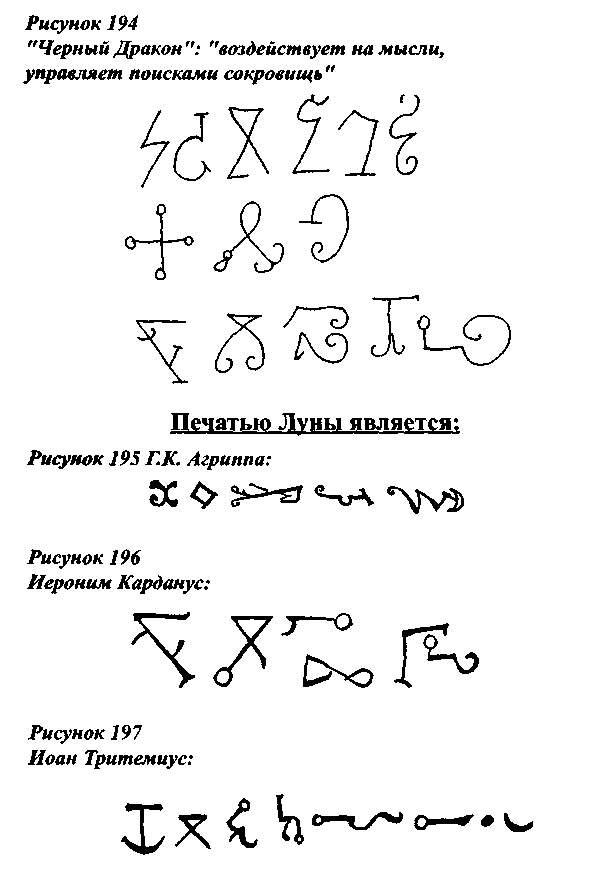 Рисунок 194
"Черный Дракон": "воздействует на мысли,
управляет поисками сокровищь"
Печатью Луны является:
Рисунок 195 Г.К. Агриппа:
Рисунок 196
Иероним Карданус:
Рисунок 197
Иоан Тритемиус: